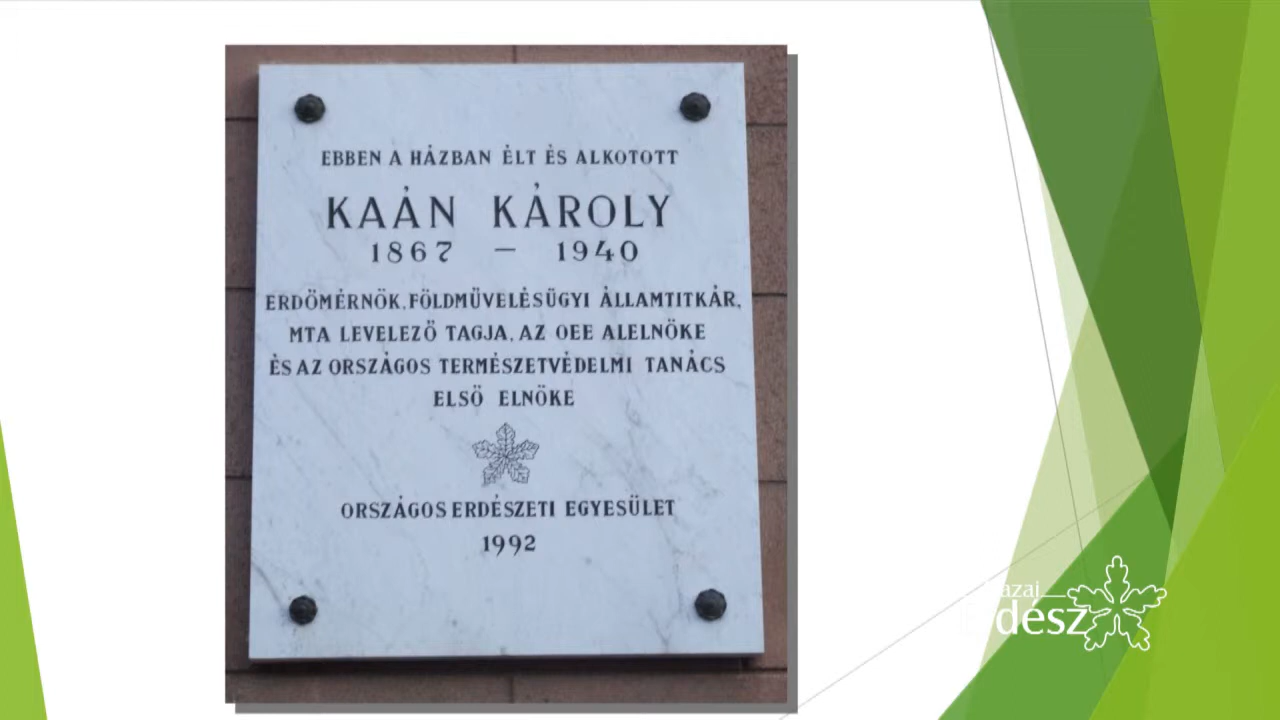 EBBEN A HÁZBAN ÉLT ÉS ALKOTOTT
KAÁN KÁROLY
1867 – 1940
ERDŐMÉRNÖK, FÖLDMŰVELÉSÜGYI ÁLLAMTITKÁR,
MTA LEVELEZŐ TAGJA, AZ OEE ALELNÖKE
ÉS AZ ORSZÁGOS TERMÉSZETVÉDELMI TANÁCS
ELSŐ ELNÖKE
ORSZÁGOS ERDÉSZETI EGYESÜLET
1992
azai
Erdész